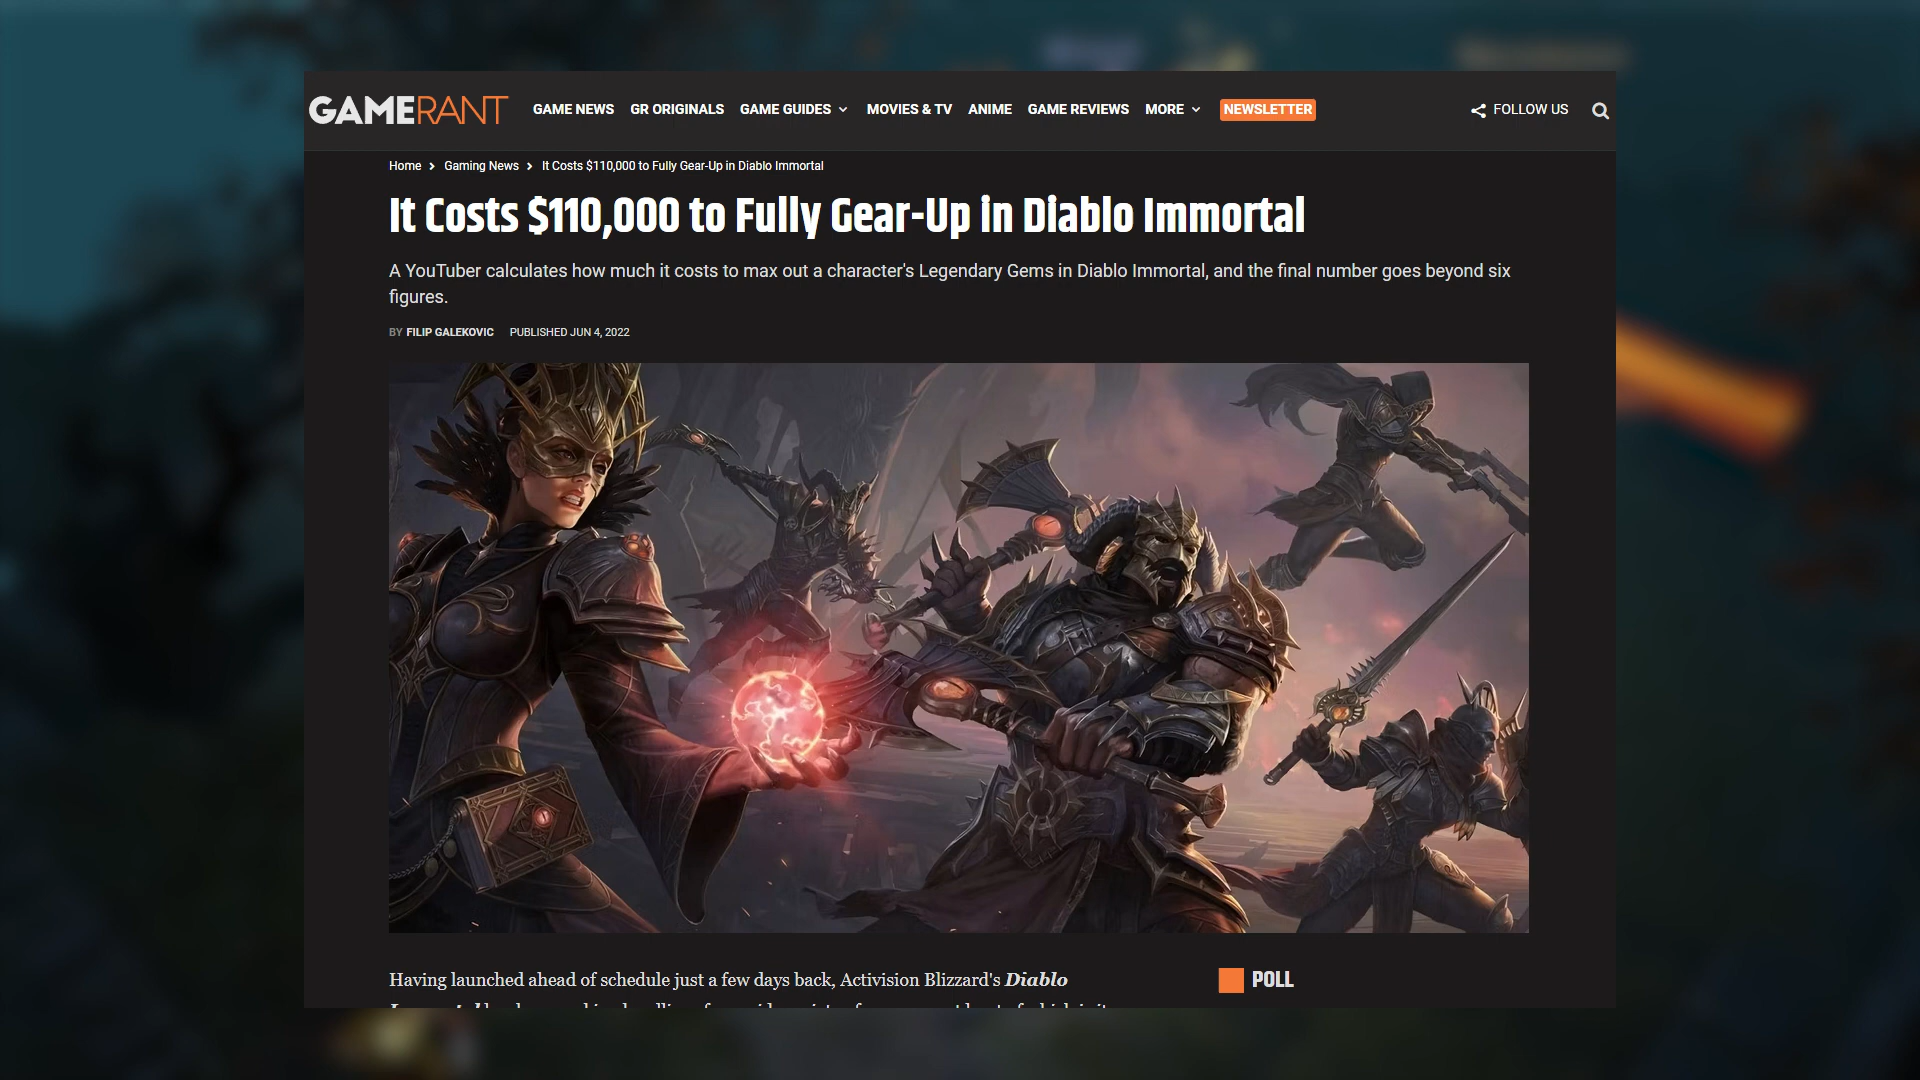 GAMERANT GAME NEWS GR ORIGINALS GAME GUIDES MOVIES & TV ANIME GAME REVIEWS MORE NEWSLETTER FOLLOW US
Home > Gaming News > It Costs $110,000 to Fully Gear-Up in Diablo Immortal
It Costs $110,000 to Fully Gear-Up in Diablo Immortal
A YouTuber calculates how much it costs to max out a character's Legendary Gems in Diablo Immortal, and the final number goes beyond six
figures.
BY FILIP GALEKOVIC PUBLISHED JUN 4, 2022
Having launched ahead of schedule just a few days back, Activision Blizzard's Diablo
POLL